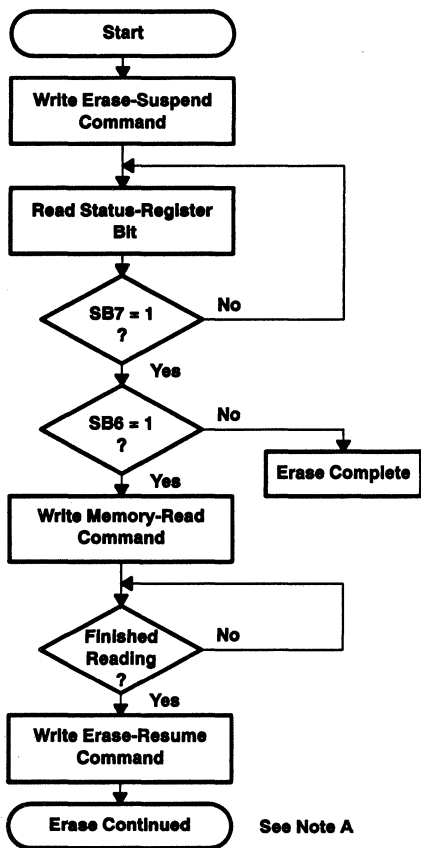 Start
Write Erase-Suspend
Command
Read Status-Register
Bit
SB7 = 1
?
No
Yes
SB6 = 1
?
No
Yes
Erase Complete
Write Memory-Read
Command
Finished
Reading
?
No
Yes
Write Erase-Resume
Command
Erase Continued
See Note A